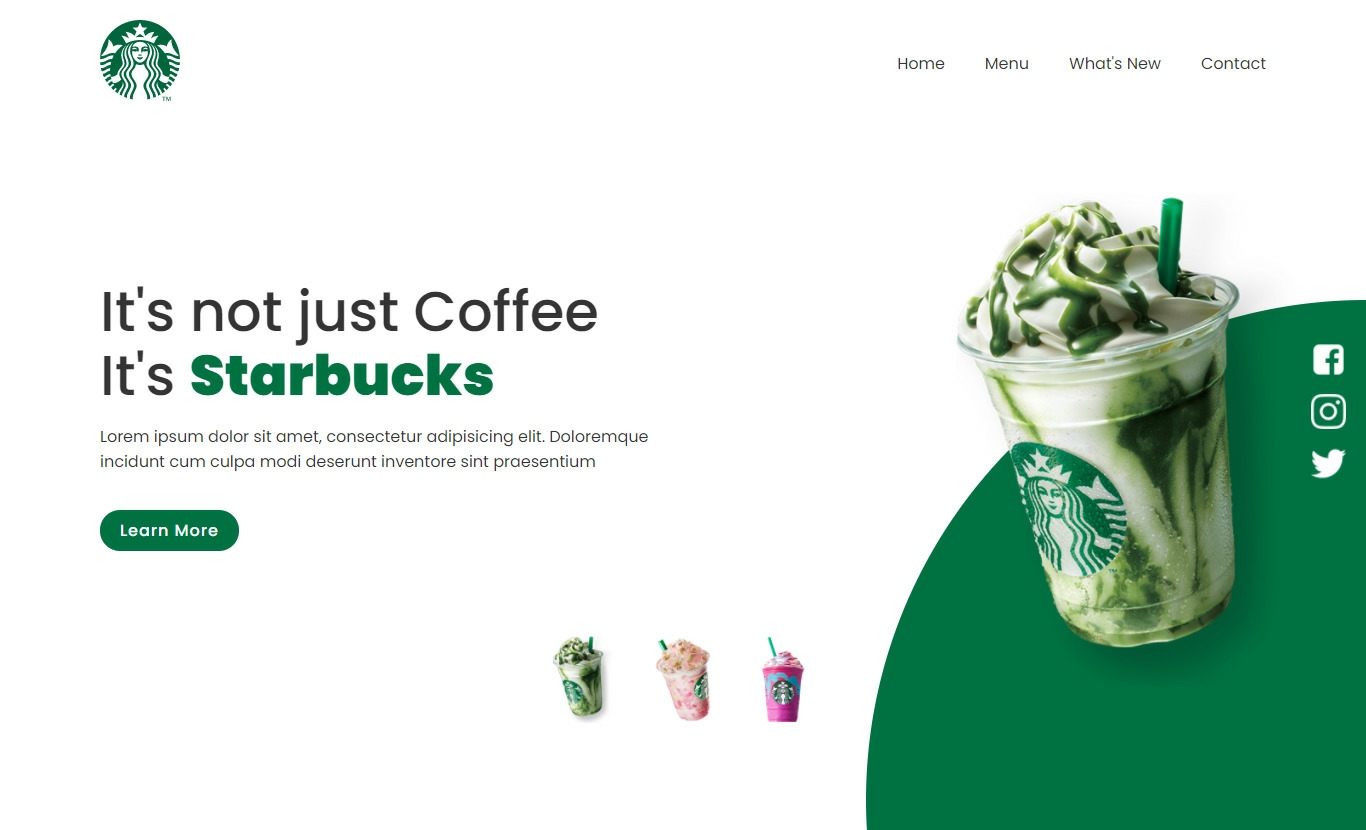 Home Menu What's New Contact
It's not just Coffee
It's Starbucks
Lorem ipsum dolor sit amet, consectetur adipisicing elit. Doloremque
incidunt cum culpa modi deserunt inventore sint praesentium
Learn More
TM